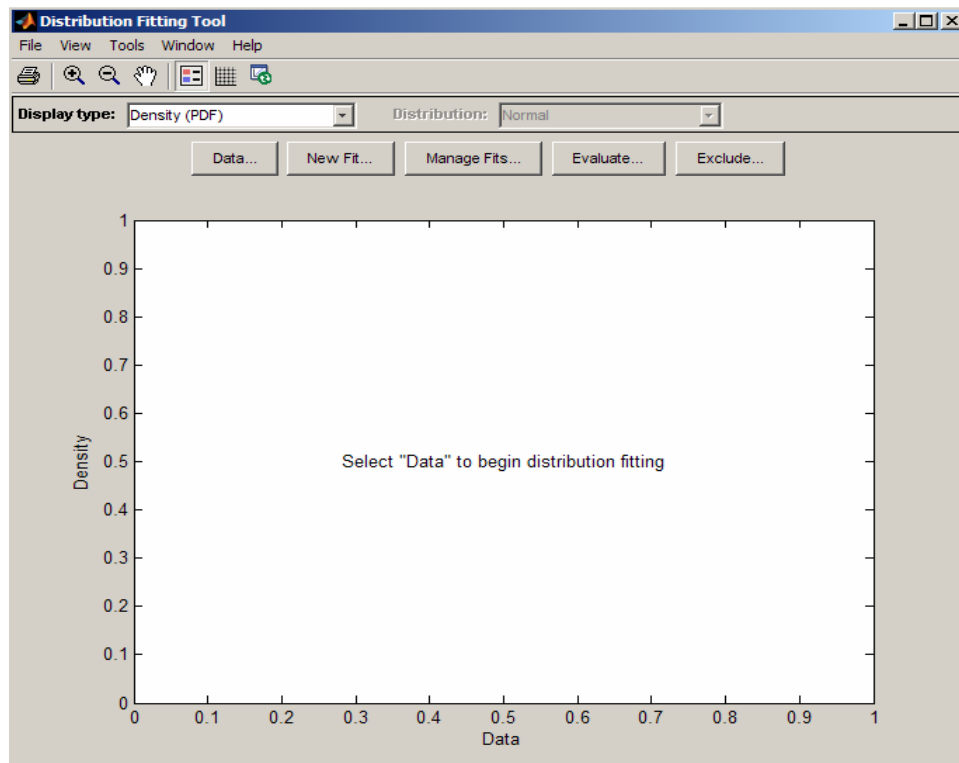 Distribution Fitting Tool
File View Tools Window Help
Display type: Density (PDF) Distribution: Normal
Data... New Fit... Manage Fits... Evaluate... Exclude...
1
0.9
0.8
0.7
0.6
0.5
0.4
0.3
0.2
0.1
0
Density
Select "Data" to begin distribution fitting
0 0.1 0.2 0.3 0.4 0.5 0.6 0.7 0.8 0.9 1
Data